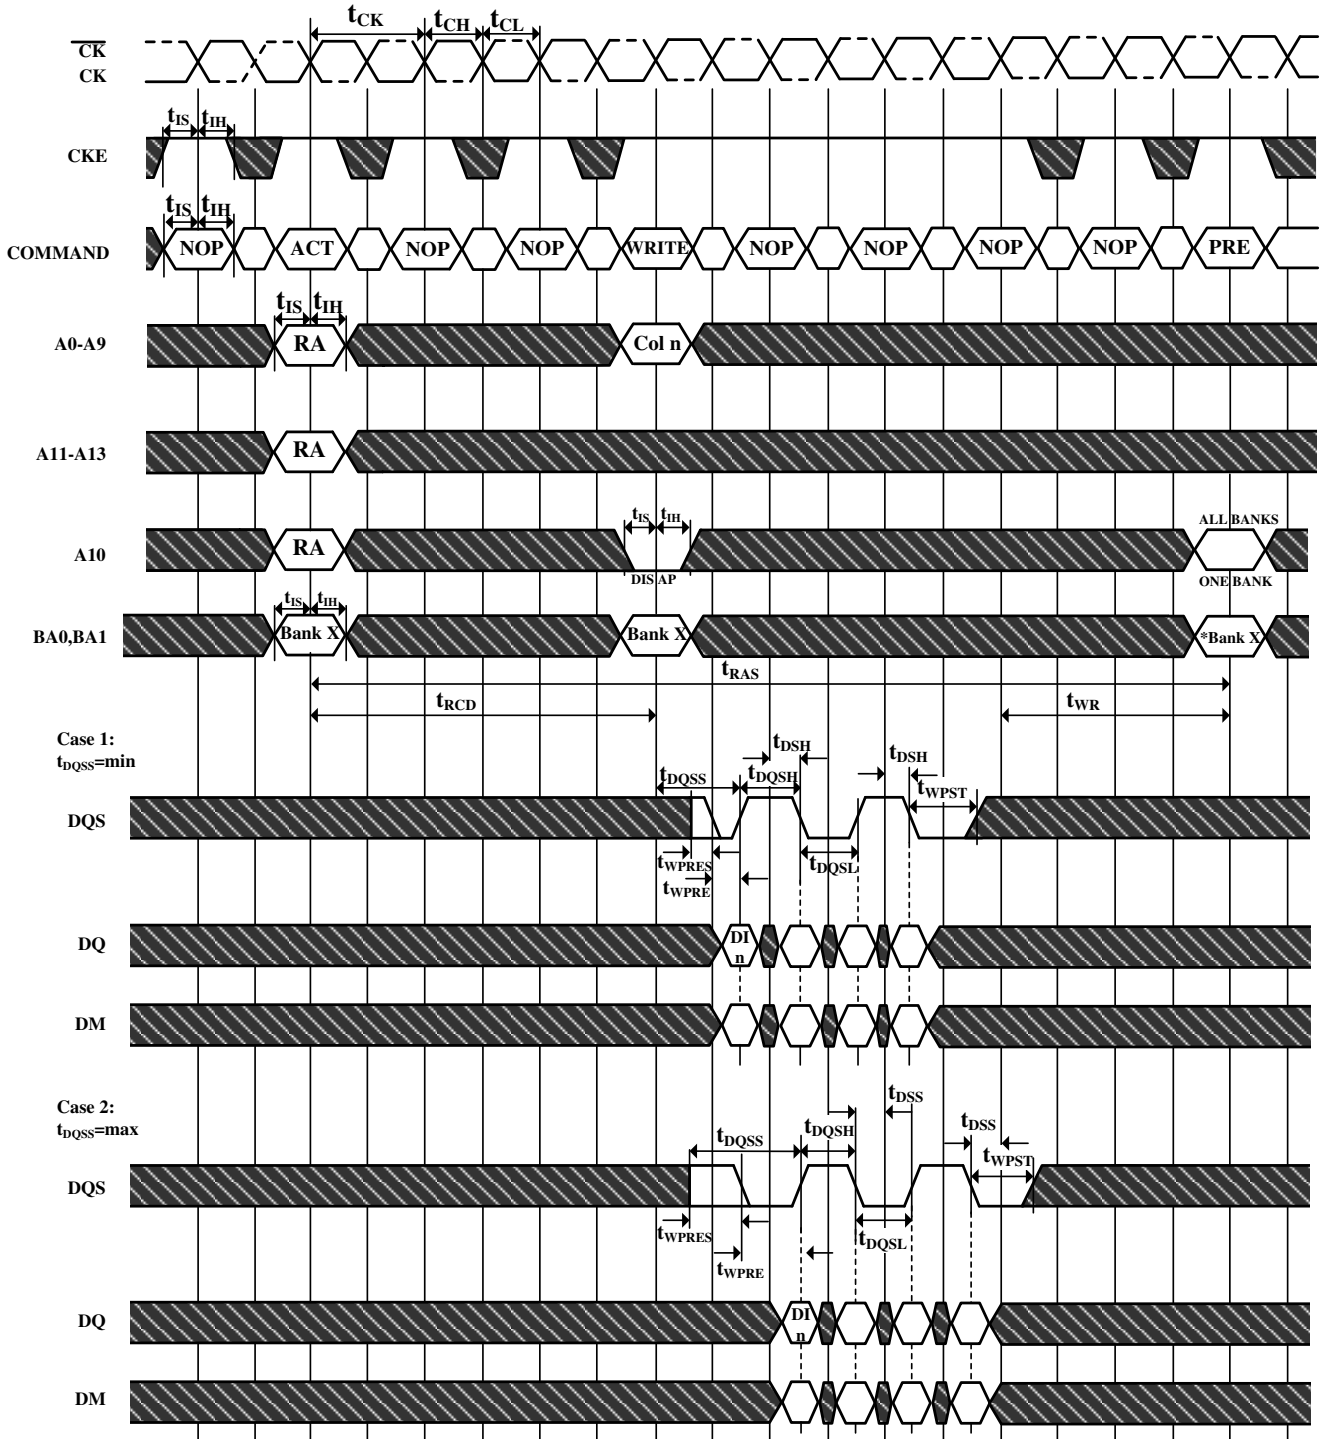 tCK tCH tCL
CK
CK
tIS tIH
CKE
tIS tIH
COMMAND NOP ACT NOP NOP WRITE NOP NOP NOP NOP PRE
tIS tIH
A0-A9 RA Col n
A11-A13 RA
tIS tIH ALL BANKS
A10 RA
DIS AP ONE BANK
tIS tIH
BA0,BA1 Bank X Bank X *Bank X
tRAS
tRCD tWR
Case 1:
tDQSS=min
tDSH tDSH
tDQSS tDQSH tWPST
DQS
tWPRES tDQSL
tWPRE
DQ DI
n
DM
Case 2:
tDQSS=max
tDSS tDSS
tDQSS tDQSH tWPST
DQS
tWPRES tDQSL
tWPRE
DQ DI
n
DM